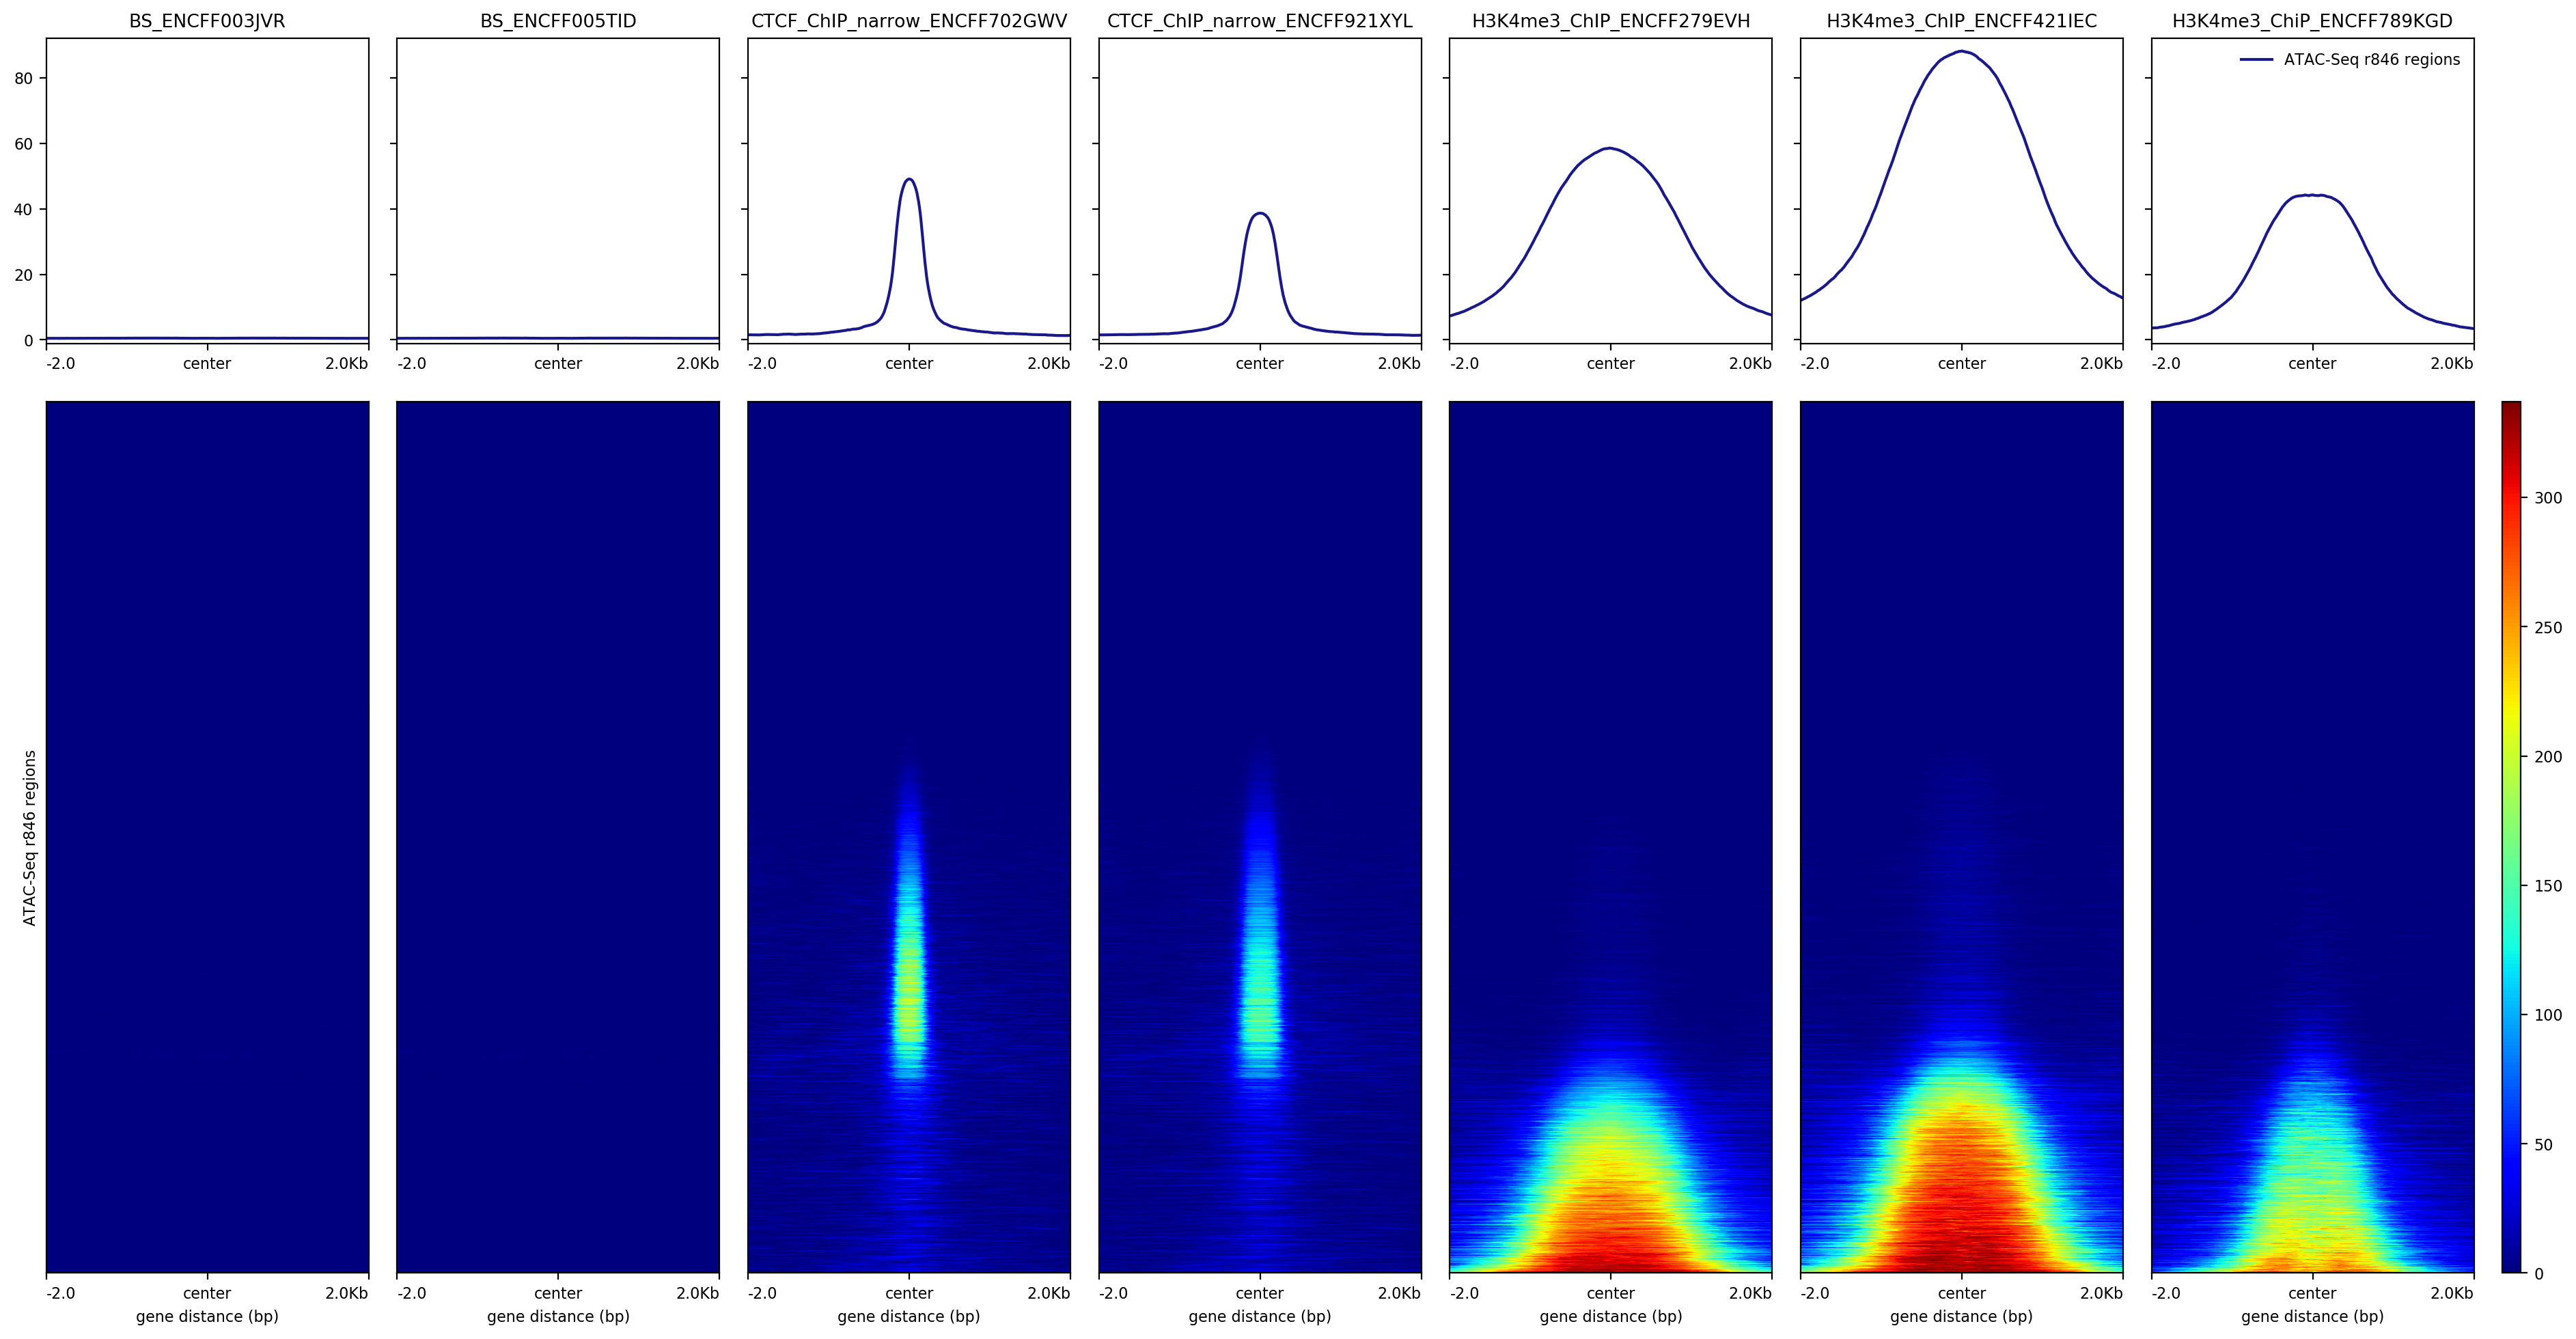 BS_ENCFF003JVR
BS_ENCFF005TID
CTCF_ChIP_narrow_ENCFF702GWV
CTCF_ChIP_narrow_ENCFF921XYL
H3K4me3_ChIP_ENCFF279EVH
H3K4me3_ChIP_ENCFF421IEC
H3K4me3_ChiP_ENCFF789KGD
ATAC-Seq r846 regions
80
60
40
20
0
-2.0 center 2.0Kb
-2.0 center 2.0Kb
-2.0 center 2.0Kb
-2.0 center 2.0Kb
-2.0 center 2.0Kb
-2.0 center 2.0Kb
-2.0 center 2.0Kb
ATAC-Seq r846 regions
300
250
200
150
100
50
0
-2.0 center 2.0Kb
gene distance (bp)
-2.0 center 2.0Kb
gene distance (bp)
-2.0 center 2.0Kb
gene distance (bp)
-2.0 center 2.0Kb
gene distance (bp)
-2.0 center 2.0Kb
gene distance (bp)
-2.0 center 2.0Kb
gene distance (bp)
-2.0 center 2.0Kb
gene distance (bp)